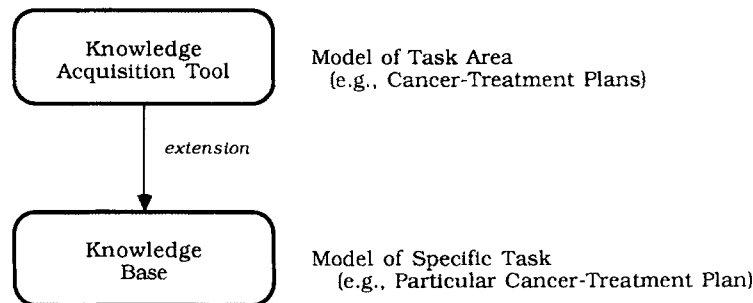 Knowledge
Acquisition Tool
Model of Task Area
(e.g., Cancer-Treatment Plans)
extension
Knowledge
Base
Model of Specific Task
(e.g., Particular Cancer-Treatment Plan)